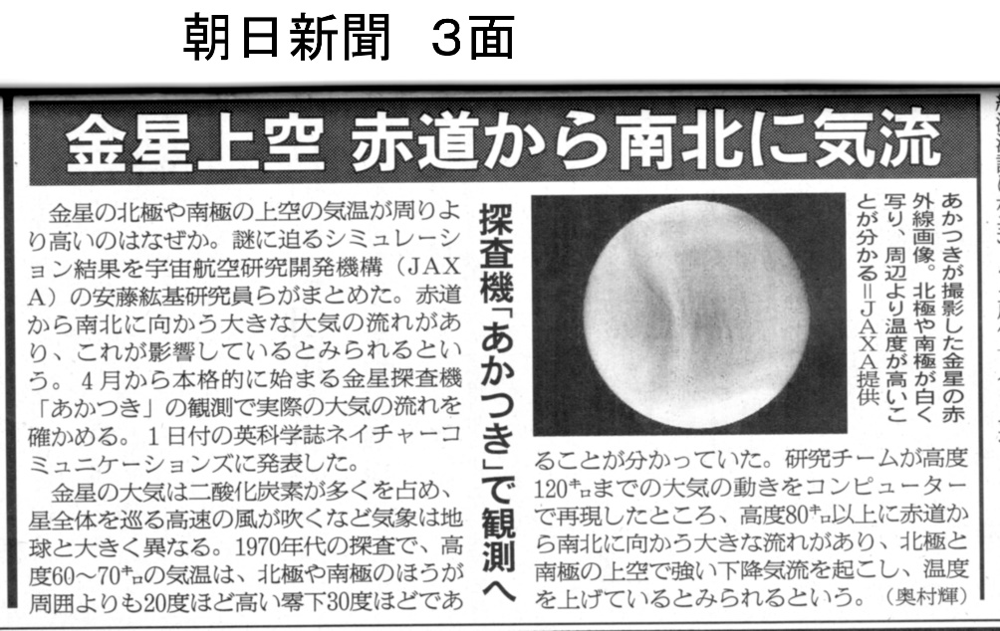 朝日新聞　３面
金星上空 赤道から南北に気流
探査機「あかつき」で観測へ
金星の北極や南極の上空の気温が周りよ
り高いのはなぜか。謎に迫るシミュレーシ
ョン結果を宇宙航空研究開発機構（JAX
A）の安藤紘基研究員らがまとめた。赤道
から南北に向かう大きな大気の流れがあ
り、これが影響しているとみられるとい
う。４月から本格的に始まる金星探査機
「あかつき」の観測で実際の大気の流れを
確かめる。１日付の英科学誌ネイチャーコ
ミュニケーションズに発表した。
金星の大気は二酸化炭素が多くを占め、
星全体を巡る高速の風が吹くなど気象は地
球と大きく異なる。1970年代の探査で、高
度60～70㌔の気温は、北極や南極のほうが
周囲よりも20度ほど高い零下30度ほどであ
ることが分かっていた。研究チームが高度
120㌔までの大気の動きをコンピューター
で再現したところ、高度80㌔以上に赤道か
ら南北に向かう大きな流れがあり、北極と
南極の上空で強い下降気流を起こし、温度
を上げているとみられるという。（奥村輝）
あかつきが撮影した金星の赤
外線画像。北極や南極が白く
写り、周辺より温度が高いこ
とが分かる＝ＪＡＸＡ提供